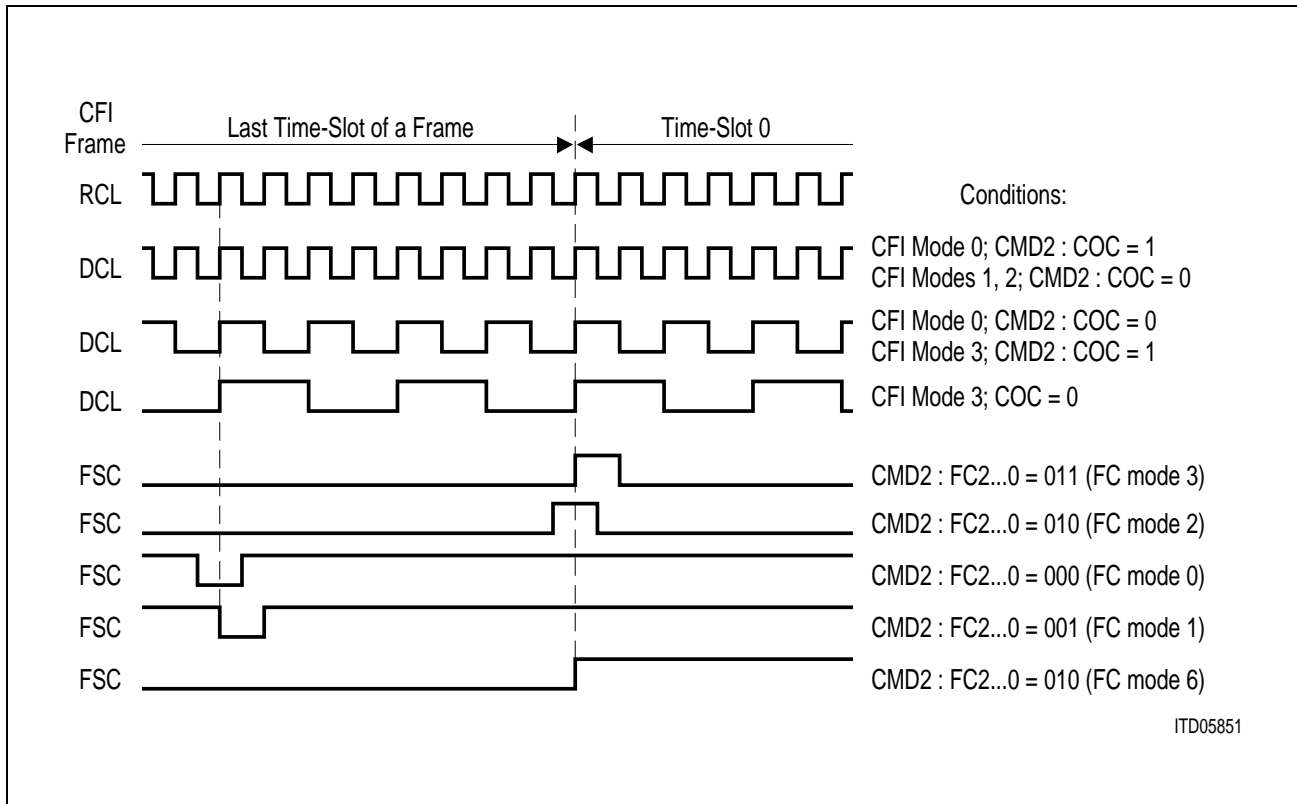 CFI
Frame
Last Time-Slot of a Frame
Time-Slot 0
RCL
Conditions:
DCL
CFI Mode 0; CMD2 : COC = 1
CFI Modes 1, 2; CMD2 : COC = 0
DCL
CFI Mode 0; CMD2 : COC = 0
CFI Mode 3; CMD2 : COC = 1
DCL
CFI Mode 3; COC = 0
FSC
CMD2 : FC2...0 = 011 (FC mode 3)
FSC
CMD2 : FC2...0 = 010 (FC mode 2)
FSC
CMD2 : FC2...0 = 000 (FC mode 0)
FSC
CMD2 : FC2...0 = 001 (FC mode 1)
FSC
CMD2 : FC2...0 = 010 (FC mode 6)
ITD05851